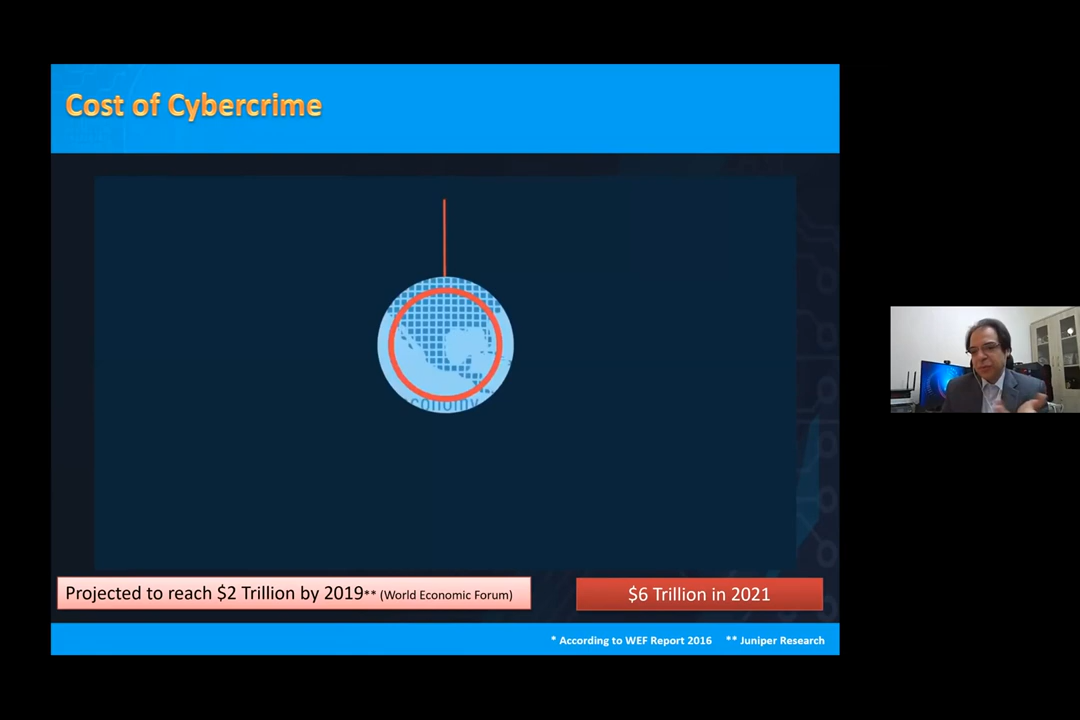 Cost of Cybercrime
economy
Projected to reach $2 Trillion by 2019** (World Economic Forum)
$6 Trillion in 2021
* According to WEF Report 2016 ** Juniper Research